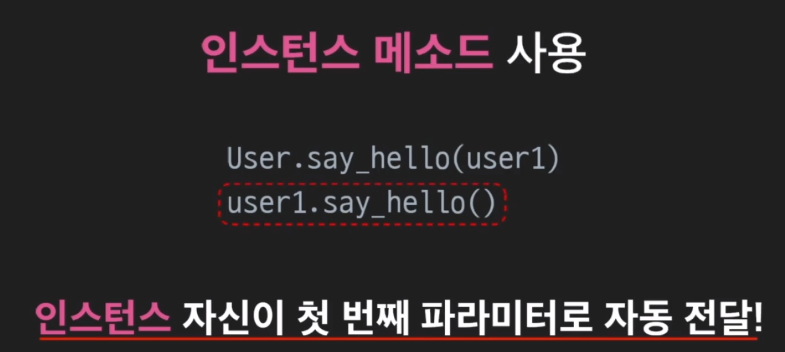 인스턴스 메소드 사용
User.say_hello(user1)
user1.say_hello()
인스턴스 자신이 첫 번째 파라미터로 자동 전달!